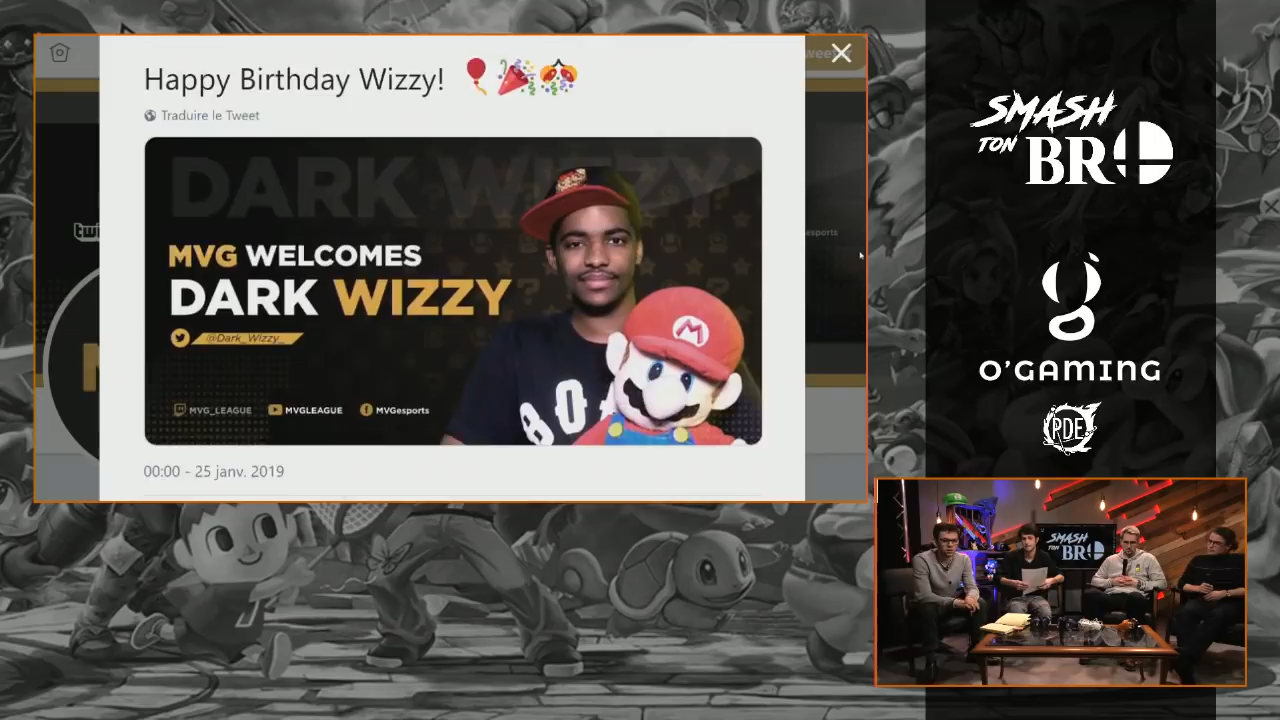 Happy Birthday Wizzy!
Traduire le Tweet
DARK WIZZY
MVG WELCOMES
DARK WIZZY
@Dark_Wizzy_
MVG_LEAGUE MVGLEAGUE MVGesports
00:00 - 25 janv. 2019
esports
SMASH
TON BRO
O'GAMING
PDE
SMASH
TON BRO